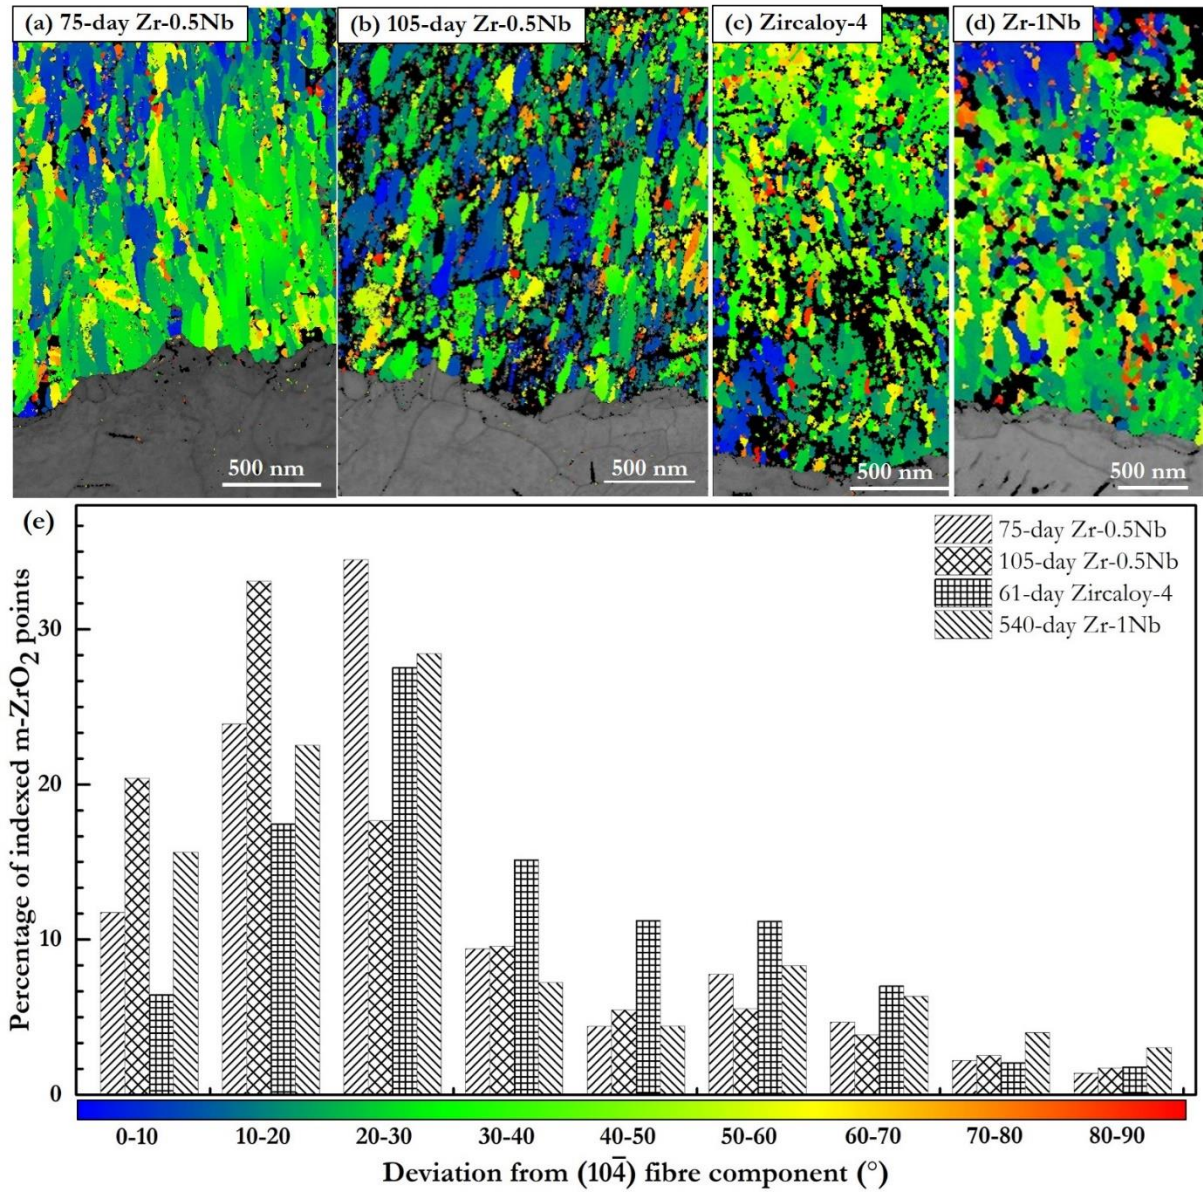 (a) 75-day Zr-0.5Nb
(b) 105-day Zr-0.5Nb
(c) Zircaloy-4
(d) Zr-1Nb
500 nm
500 nm
500 nm
500 nm
(e)
75-day Zr-0.5Nb
105-day Zr-0.5Nb
61-day Zircaloy-4
540-day Zr-1Nb
Percentage of indexed m-ZrO₂ points
30
20
10
0
0-10 10-20 20-30 30-40 40-50 50-60 60-70 70-80 80-90
Deviation from (104̅) fibre component (°)